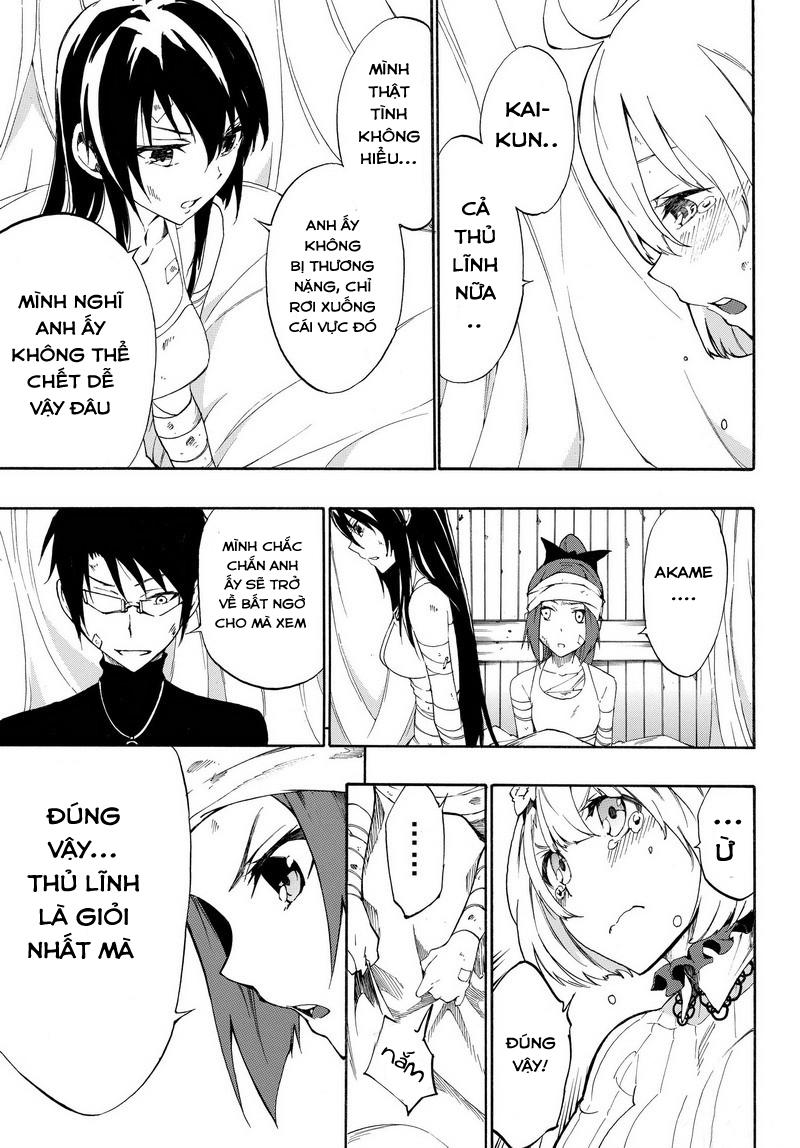 KAI-
KUN..
CẢ
THỦ
LĨNH
NỮA
..
MÌNH
THẬT
TÌNH
KHÔNG
HIỂU...
ANH ẤY
KHÔNG
BỊ THƯƠNG
NẶNG, CHỈ
RƠI XUỐNG
CÁI VỰC ĐÓ
MÌNH NGHĨ
ANH ẤY
KHÔNG THỂ
CHẾT DỄ
VẬY ĐÂU
AKAME
....
MÌNH CHẮC
CHẮN ANH
ẤY SẼ TRỞ
VỀ BẤT NGỜ
CHO MÀ XEM
...
Ừ
ĐÚNG
VẬY!
......
nắm
ĐÚNG
VẬY...
THỦ LĨNH
LÀ GIỎI
NHẤT MÀ